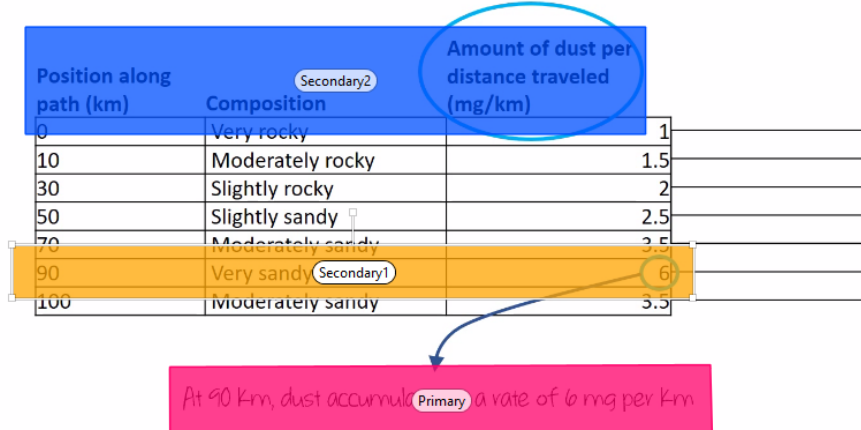 Position along path (km)
Secondary2
Composition
Amount of dust per distance traveled (mg/km)
0 Very rocky 1
10 Moderately rocky 1.5
30 Slightly rocky 2
50 Slightly sandy 2.5
70 Moderately sandy 3.5
90 Very sandy Secondary1 6
100 Moderately sandy 3.5
At 90 Km, dust Primary a rate of 6 mg per Km